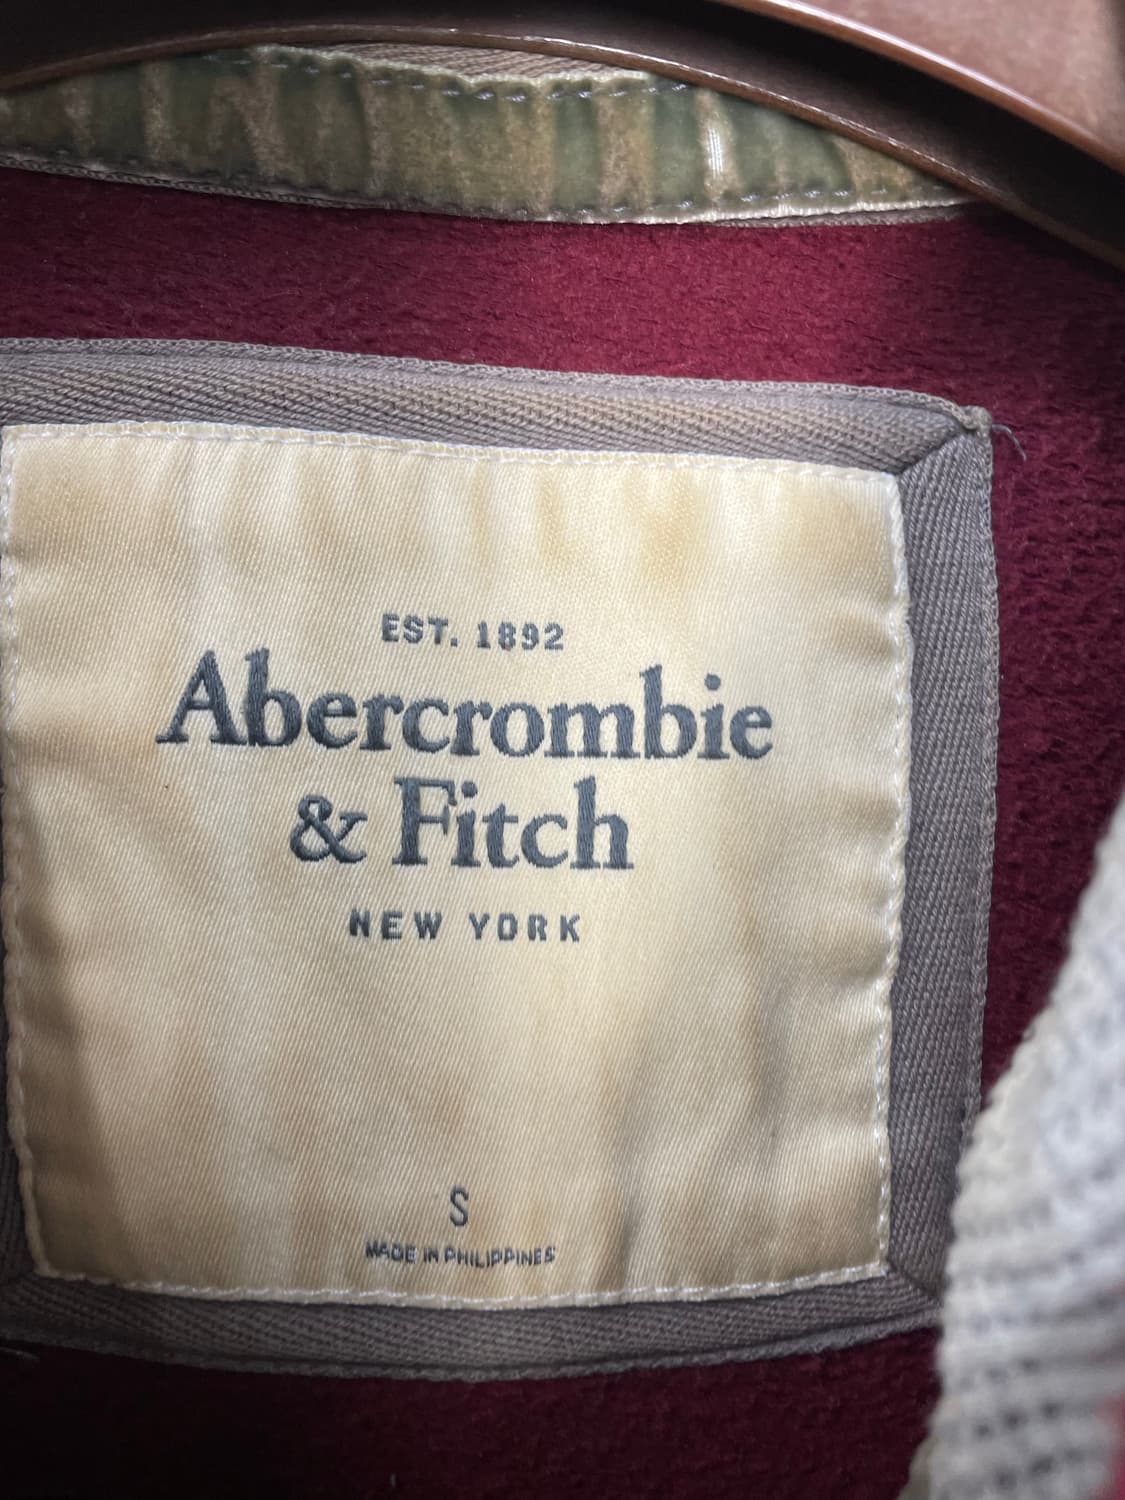 EST. 1892
Abercrombie
& Fitch
NEW YORK
S
MADE IN PHILIPPINES